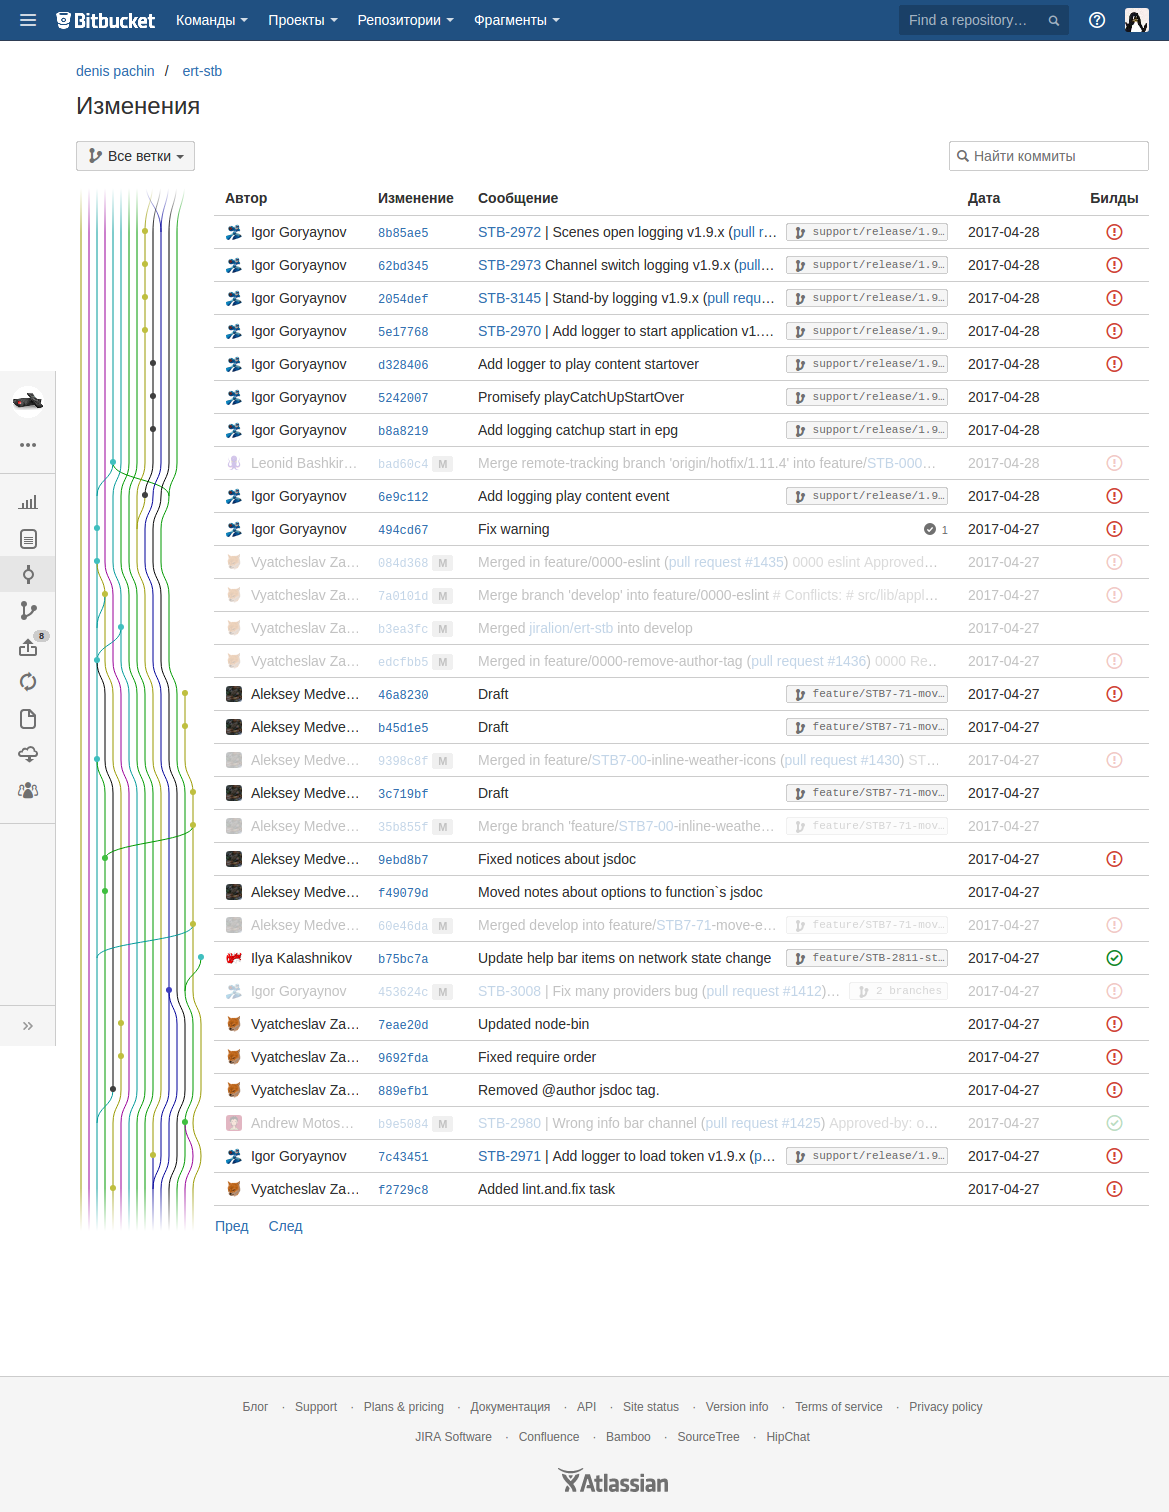 Bitbucket Команды Проекты Репозитории Фрагменты Find a repository…
denis pachin / ert-stb
Изменения
Все ветки Найти коммиты
Автор Изменение Сообщение Дата Билды
Igor Goryaynov 8b85ae5 STB-2972 | Scenes open logging v1.9.x (pull r… support/release/1.9… 2017-04-28
Igor Goryaynov 62bd345 STB-2973 Channel switch logging v1.9.x (pull… support/release/1.9… 2017-04-28
Igor Goryaynov 2054def STB-3145 | Stand-by logging v1.9.x (pull requ… support/release/1.9… 2017-04-28
Igor Goryaynov 5e17768 STB-2970 | Add logger to start application v1.… support/release/1.9… 2017-04-28
Igor Goryaynov d328406 Add logger to play content startover support/release/1.9… 2017-04-28
Igor Goryaynov 5242007 Promisefy playCatchUpStartOver support/release/1.9… 2017-04-28
Igor Goryaynov b8a8219 Add logging catchup start in epg support/release/1.9… 2017-04-28
Leonid Bashkir… bad60c4 M Merge remote-tracking branch 'origin/hotfix/1.11.4' into feature/STB-000… 2017-04-28
Igor Goryaynov 6e9c112 Add logging play content event support/release/1.9… 2017-04-28
Igor Goryaynov 494cd67 Fix warning 1 2017-04-27
Vyatcheslav Za… 084d368 M Merged in feature/0000-eslint (pull request #1435) 0000 eslint Approved… 2017-04-27
Vyatcheslav Za… 7a0101d M Merge branch 'develop' into feature/0000-eslint # Conflicts: # src/lib/appl… 2017-04-27
Vyatcheslav Za… b3ea3fc M Merged jiralion/ert-stb into develop 2017-04-27
Vyatcheslav Za… edcfbb5 M Merged in feature/0000-remove-author-tag (pull request #1436) 0000 Re… 2017-04-27
Aleksey Medve… 46a8230 Draft feature/STB7-71-mov… 2017-04-27
Aleksey Medve… b45d1e5 Draft feature/STB7-71-mov… 2017-04-27
Aleksey Medve… 9398c8f M Merged in feature/STB7-00-inline-weather-icons (pull request #1430) ST… 2017-04-27
8
Aleksey Medve… 3c719bf Draft feature/STB7-71-mov… 2017-04-27
Aleksey Medve… 35b855f M Merge branch 'feature/STB7-00-inline-weathe… feature/STB7-71-mov… 2017-04-27
Aleksey Medve… 9ebd8b7 Fixed notices about jsdoc 2017-04-27
Aleksey Medve… f49079d Moved notes about options to function`s jsdoc 2017-04-27
Aleksey Medve… 60e46da M Merged develop into feature/STB7-71-move-e… feature/STB7-71-mov… 2017-04-27
Ilya Kalashnikov b75bc7a Update help bar items on network state change feature/STB-2811-st… 2017-04-27
Igor Goryaynov 453624c M STB-3008 | Fix many providers bug (pull request #1412)… 2 branches 2017-04-27
Vyatcheslav Za… 7eae20d Updated node-bin 2017-04-27
Vyatcheslav Za… 9692fda Fixed require order 2017-04-27
Vyatcheslav Za… 889efb1 Removed @author jsdoc tag. 2017-04-27
Andrew Motos… b9e5084 M STB-2980 | Wrong info bar channel (pull request #1425) Approved-by: o… 2017-04-27
Igor Goryaynov 7c43451 STB-2971 | Add logger to load token v1.9.x (p… support/release/1.9… 2017-04-27
Vyatcheslav Za… f2729c8 Added lint.and.fix task 2017-04-27
Пред След
Блог · Support · Plans & pricing · Документация · API · Site status · Version info · Terms of service · Privacy policy
JIRA Software · Confluence · Bamboo · SourceTree · HipChat
Atlassian